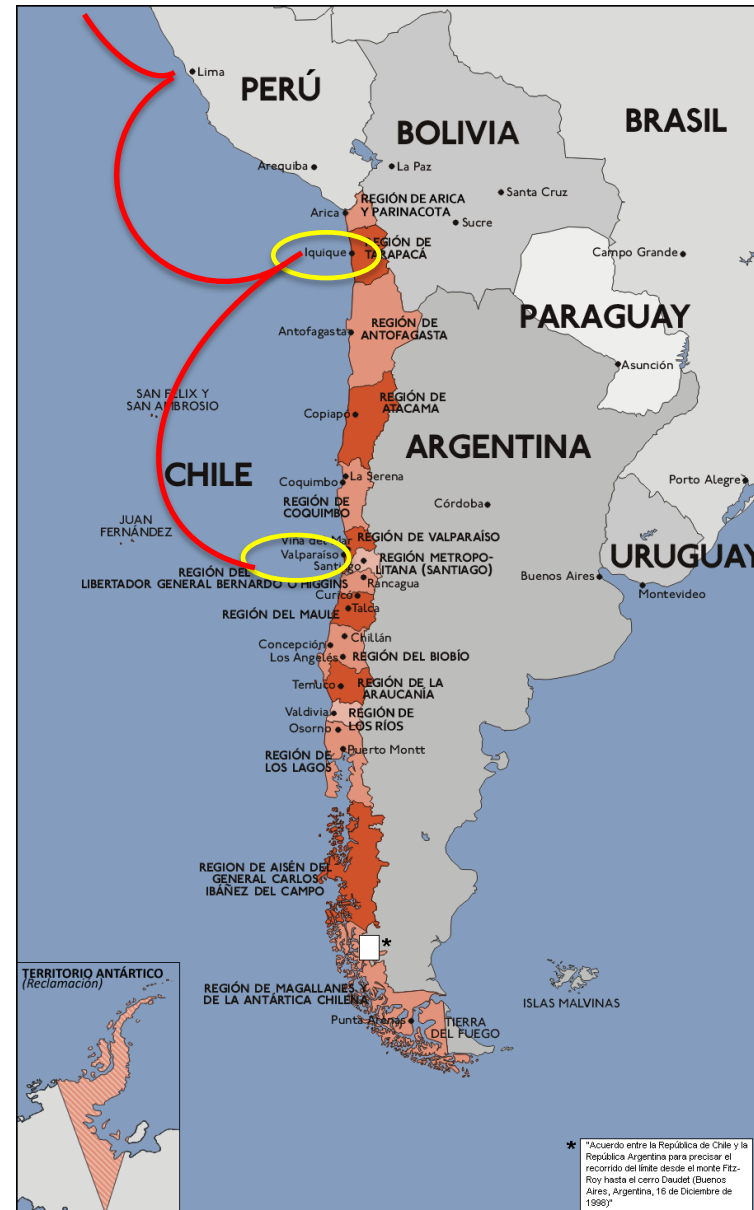 Lima
PERÚ
BRASIL
BOLIVIA
Arequiba
La Paz
Santa Cruz
REGIÓN DE ARICA
Y PARINACOTA
Arica
Sucre
Iquique
REGIÓN DE
TARAPACÁ
Campo Grande
PARAGUAY
Antofagasta
REGIÓN DE
ANTOFAGASTA
Asunción
SAN FELIX Y
SAN AMBROSIO
REGIÓN DE
ATACAMA
Copiapó
ARGENTINA
CHILE
La Serena
Coquimbo
Porto Alegre
REGIÓN DE
COQUIMBO
Córdoba
JUAN
FERNÁNDEZ
Viña del Mar
REGIÓN DE VALPARAÍSO
Valparaíso
REGIÓN METROPO-
LITANA (SANTIAGO)
Santiago
URUGUAY
REGIÓN DEL
LIBERTADOR GENERAL BERNARDO O'HIGGINS
Rancagua
Buenos Aires
Montevideo
Curicó
REGIÓN DEL MAULE
Talca
Chillán
Concepción
Los Angeles
REGIÓN DEL BIOBÍO
Temuco
REGIÓN DE LA
ARAUCANÍA
Valdivia
REGIÓN DE
LOS RÍOS
Osorno
Puerto Montt
REGIÓN DE
LOS LAGOS
REGION DE AISÉN DEL
GENERAL CARLOS
IBÁÑEZ DEL CAMPO
*
TERRITORIO ANTÁRTICO
(Reclamación)
REGIÓN DE MAGALLANES Y
DE LA ANTÁRTICA CHILENA
ISLAS MALVINAS
Punta Arenas
TIERRA
DEL FUEGO
* "Acuerdo entre la República de Chile y la
República Argentina para precisar el
recorrido del límite desde el monte Fitz-
Roy hasta el cerro Daudet (Buenos
Aires, Argentina, 16 de Diciembre de
1998)"